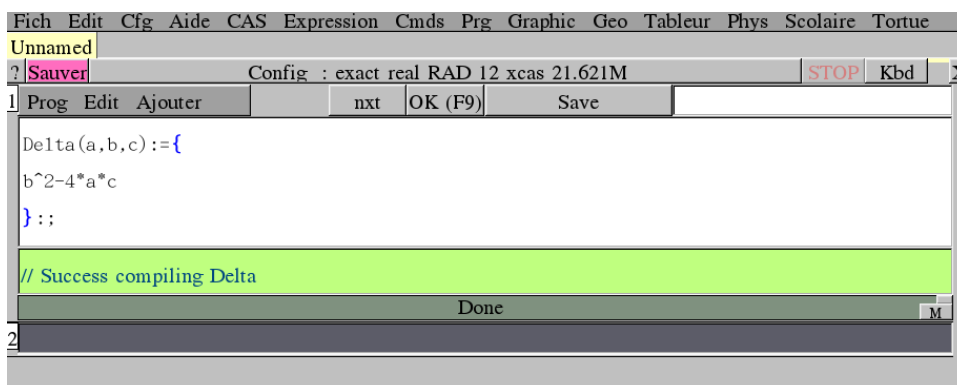 Fich Edit Cfg Aide CAS Expression Cmds Prg Graphic Geo Tableur Phys Scolaire Tortue
Unnamed
? Sauver Config : exact real RAD 12 xcas 21.621M STOP Kbd X
1 Prog Edit Ajouter nxt OK (F9) Save
Delta(a,b,c):={
b^2-4*a*c
}:;
// Success compiling Delta
Done
M
2